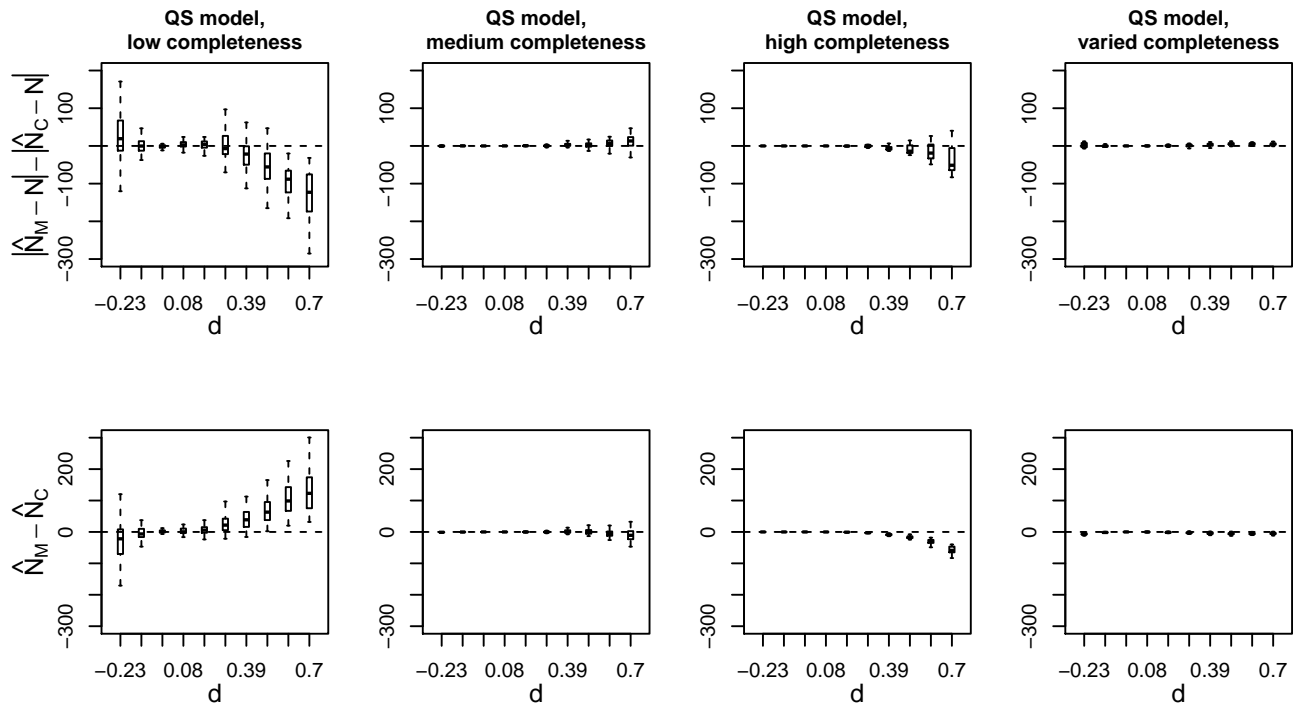 QS model,
low completeness
QS model,
medium completeness
QS model,
high completeness
QS model,
varied completeness
|N̂M − N| − |N̂C − N|
100
−100
−300
−0.23 0.08 0.39 0.7
d
100
−100
−300
−0.23 0.08 0.39 0.7
d
100
−100
−300
−0.23 0.08 0.39 0.7
d
100
−100
−300
−0.23 0.08 0.39 0.7
d
N̂M − N̂C
200
0
−300
−0.23 0.08 0.39 0.7
d
200
0
−300
−0.23 0.08 0.39 0.7
d
200
0
−300
−0.23 0.08 0.39 0.7
d
200
0
−300
−0.23 0.08 0.39 0.7
d